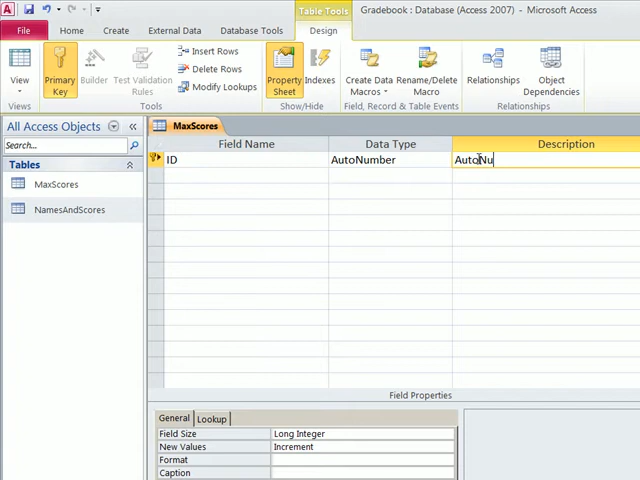 Table Tools
Gradebook : Database (Access 2007) - Microsoft Access
File Home Create External Data Database Tools Design
View
Primary Key
Builder
Test Validation Rules
Insert Rows
Delete Rows
Modify Lookups
Property Sheet
Indexes
Create Data Macros
Rename/Delete Macro
Relationships
Object Dependencies
Views Tools Show/Hide Field, Record & Table Events Relationships
All Access Objects
Search...
Tables
MaxScores
NamesAndScores
MaxScores
Field Name Data Type Description
ID AutoNumber AutoNu
Field Properties
General Lookup
Field Size Long Integer
New Values Increment
Format
Caption